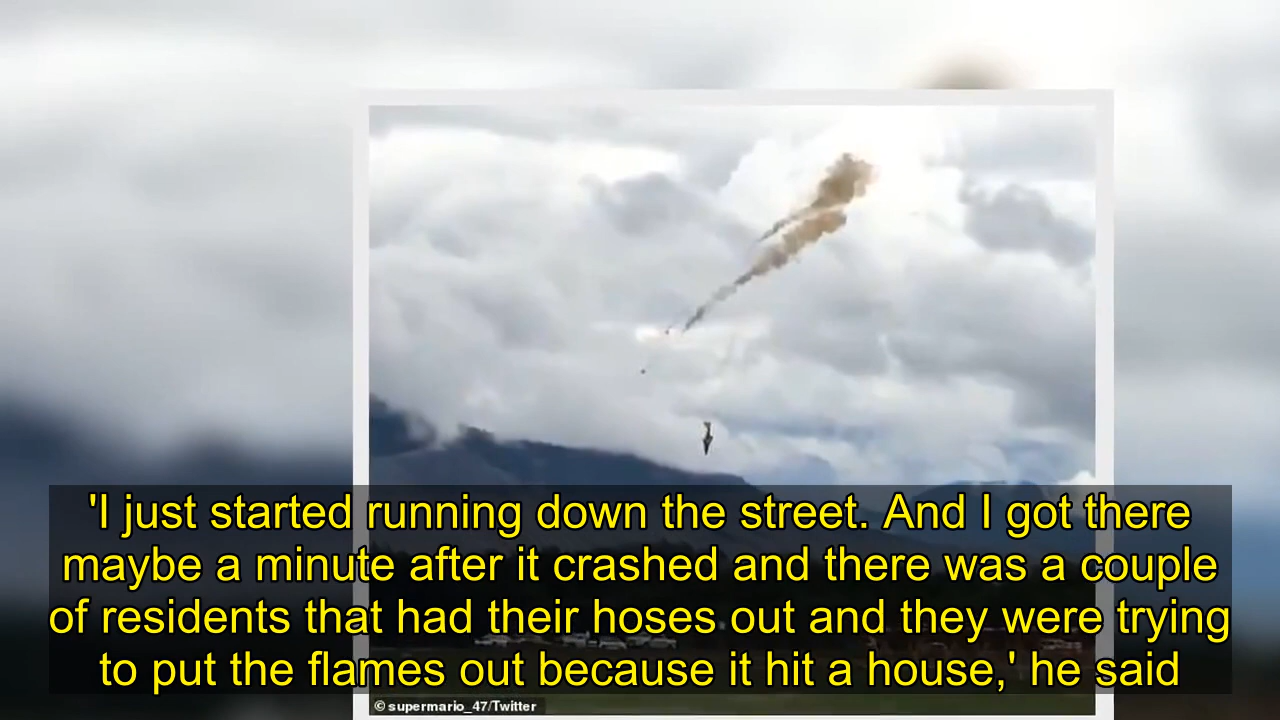 'I just started running down the street. And I got there
maybe a minute after it crashed and there was a couple
of residents that had their hoses out and they were trying
to put the flames out because it hit a house,' he said
© supermario_47/Twitter